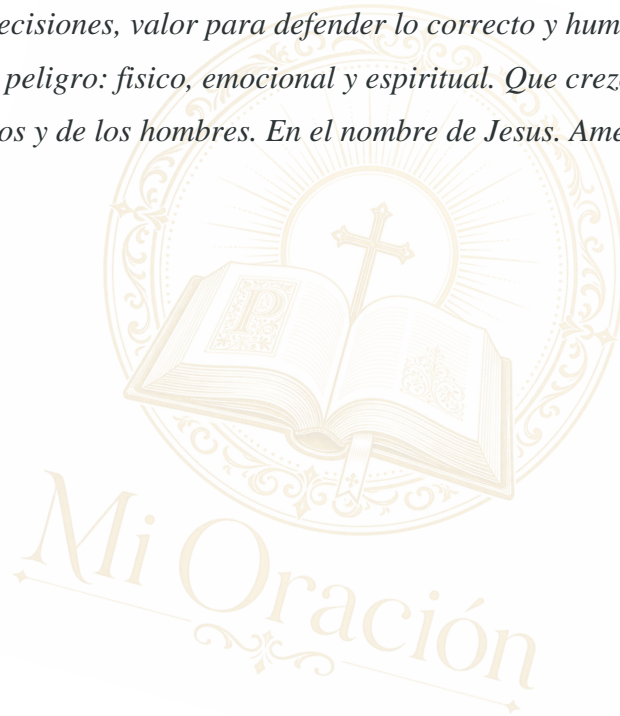 ecisiones, valor para defender lo correcto y hum
peligro: fisico, emocional y espiritual. Que crez
os y de los hombres. En el nombre de Jesus. Ame
P
Mi Oración